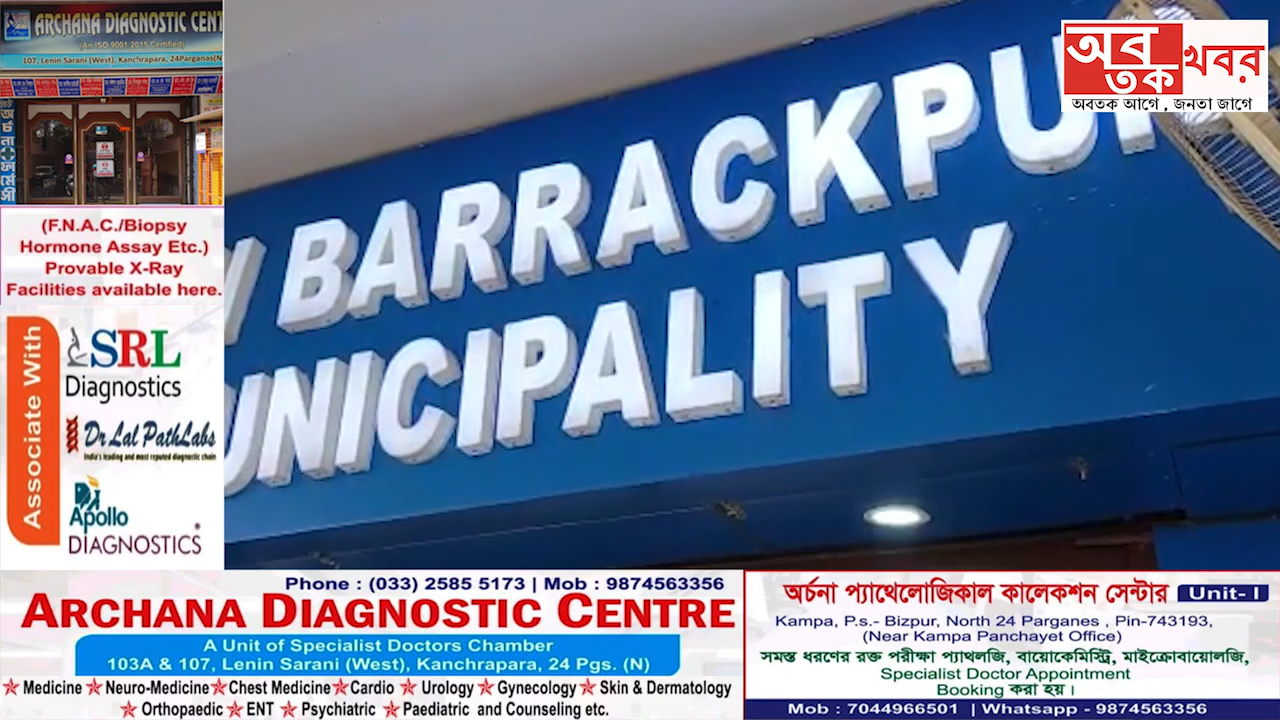 ARCHANA DIAGNOSTIC CENT
(An ISO 9001:2015 Certified)
107, Lenin Sarani (West), Kanchrapara, 24Parganas(N
(F.N.A.C./Biopsy
Hormone Assay Etc.)
Provable X-Ray
Facilities available here.
Associate With
SRL
Diagnostics
Dr Lal PathLabs
India's leading and most reputed diagnostic chain
Apollo
DIAGNOSTICS
BARRACKPUR
UNICIPALITY
অবতক খবর
অবতক আগে , জনতা জাগে
Phone : (033) 2585 5173 | Mob : 9874563356
ARCHANA DIAGNOSTIC CENTRE
A Unit of Specialist Doctors Chamber
103A & 107, Lenin Sarani (West), Kanchrapara, 24 Pgs. (N)
Medicine Neuro-Medicine Chest Medicine Cardio Urology Gynecology Skin & Dermatology
Orthopaedic ENT Psychiatric Paediatric and Counseling etc.
অর্চনা প্যাথেলোজিকাল কালেকশন সেন্টার Unit- I
Kampa, P.s.- Bizpur, North 24 Parganes , Pin-743193,
(Near Kampa Panchayet Office)
সমস্ত ধরণের রক্ত পরীক্ষা প্যাথলজি, বায়োকেমিস্ট্রি, মাইক্রোবায়োলজি,
Specialist Doctor Appointment
Booking করা হয় ।
Mob : 7044966501 | Whatsapp - 9874563356